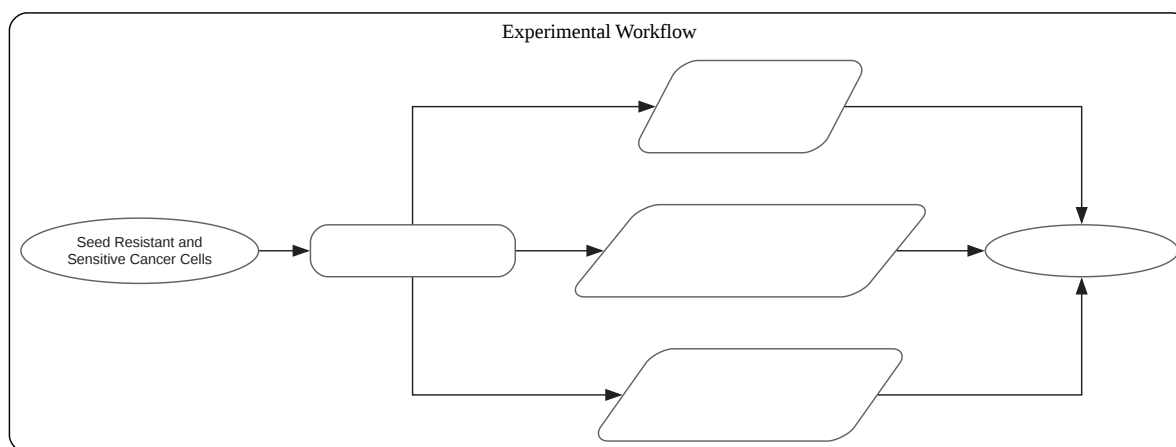 Experimental Workflow
Seed Resistant and
Sensitive Cancer Cells